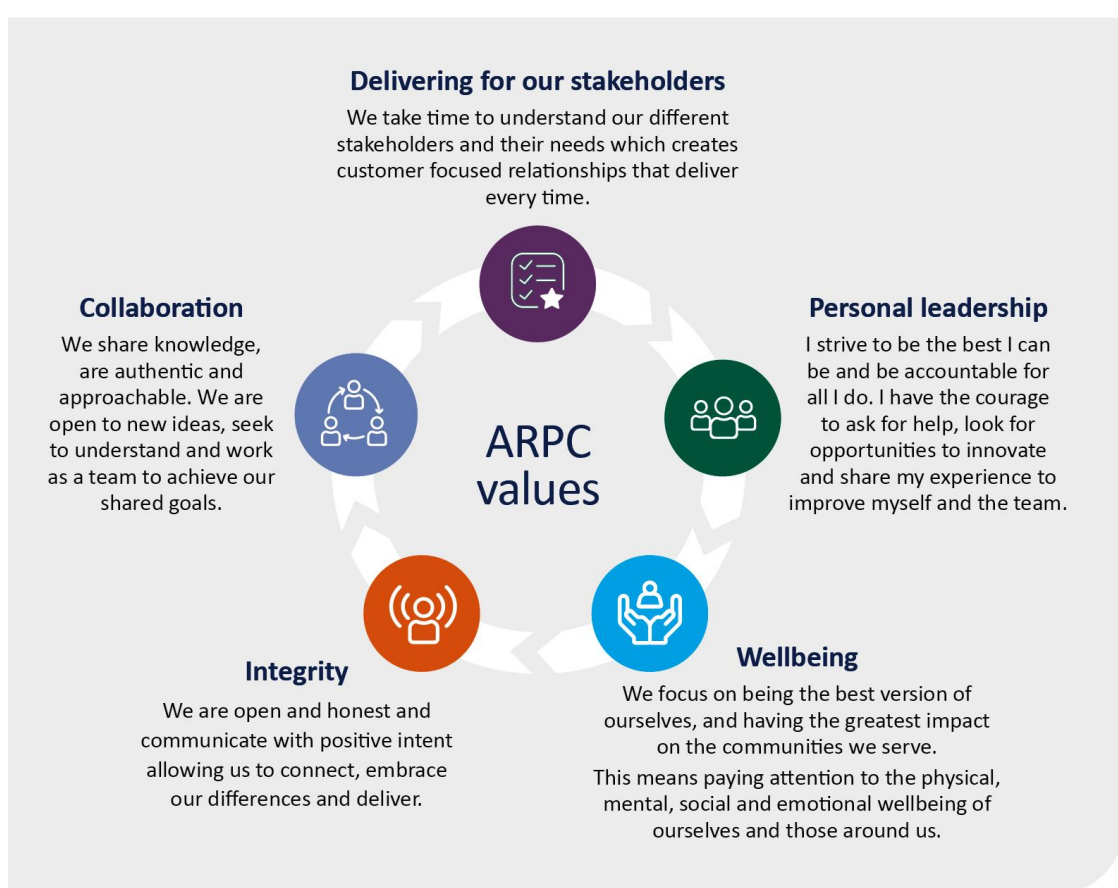 Delivering for our stakeholders
We take time to understand our different
stakeholders and their needs which creates
customer focused relationships that deliver
every time.
Personal leadership
I strive to be the best I can
be and be accountable for
all I do. I have the courage
to ask for help, look for
opportunities to innovate
and share my experience to
improve myself and the team.
Wellbeing
We focus on being the best version of
ourselves, and having the greatest impact
on the communities we serve.
This means paying attention to the physical,
mental, social and emotional wellbeing of
ourselves and those around us.
Integrity
We are open and honest and
communicate with positive intent
allowing us to connect, embrace
our differences and deliver.
Collaboration
We share knowledge,
are authentic and
approachable. We are
open to new ideas, seek
to understand and work
as a team to achieve our
shared goals.
ARPC
values